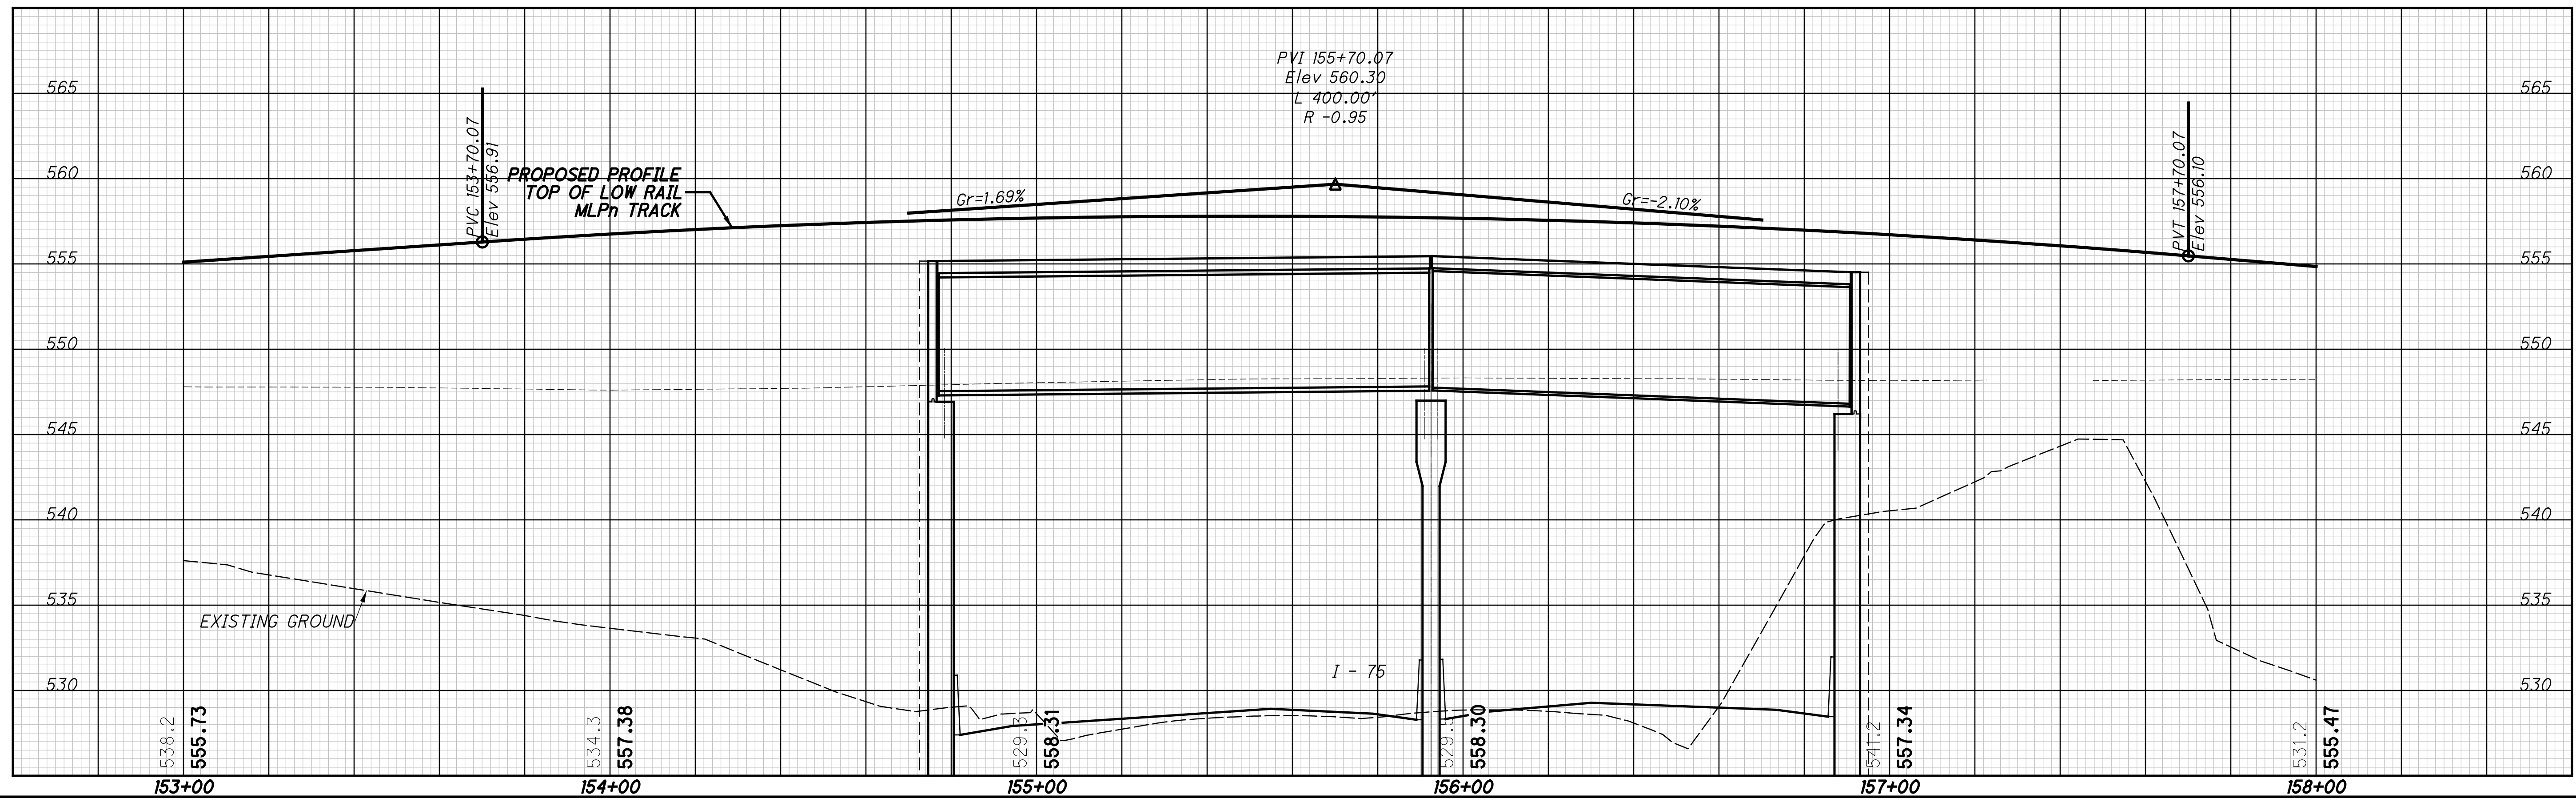 PVI 155+70.07
Elev 560.30
L 400.00'
R -0.95
565
565
PVC 153+70.07
Elev 556.91
PVT 157+70.07
Elev 556.10
560
PROPOSED PROFILE
TOP OF LOW RAIL
MLPn TRACK
Gr=1.69%
Gr=-2.10%
560
555
555
550
550
545
545
540
540
535
535
EXISTING GROUND
I - 75
530
530
538.2
555.73
534.3
557.38
529.3
558.31
529.5
558.30
541.2
557.34
531.2
555.47
153+00
154+00
155+00
156+00
157+00
158+00